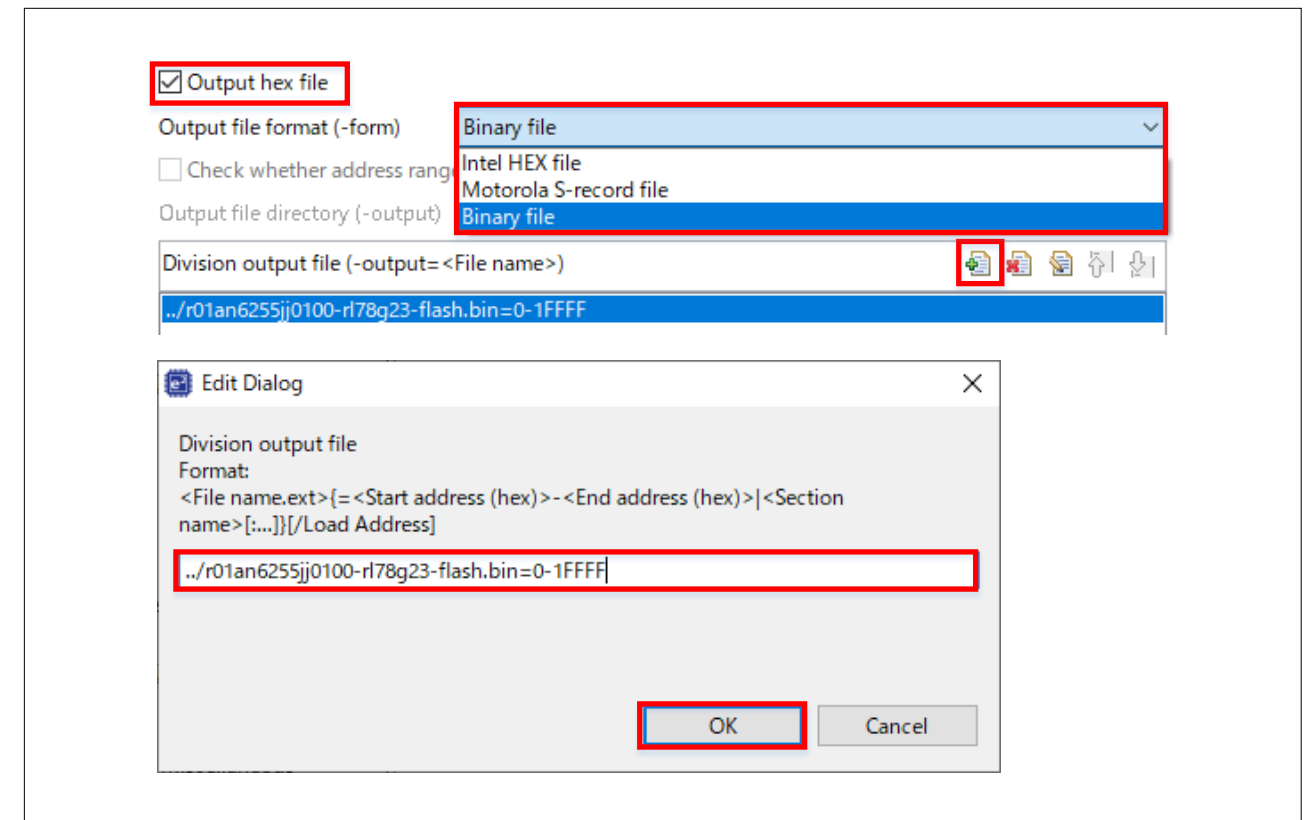 Output hex file
Output file format (-form) Binary file
Intel HEX file
Check whether address rang
Motorola S-record file
Output file directory (-output) Binary file
Division output file (-output=<File name>)
../r01an6255jj0100-rl78g23-flash.bin=0-1FFFF
Edit Dialog
Division output file
Format:
<File name.ext>{=<Start address (hex)>-<End address (hex)>|<Section
name>[:...]}[/Load Address]
../r01an6255jj0100-rl78g23-flash.bin=0-1FFFF
OK Cancel